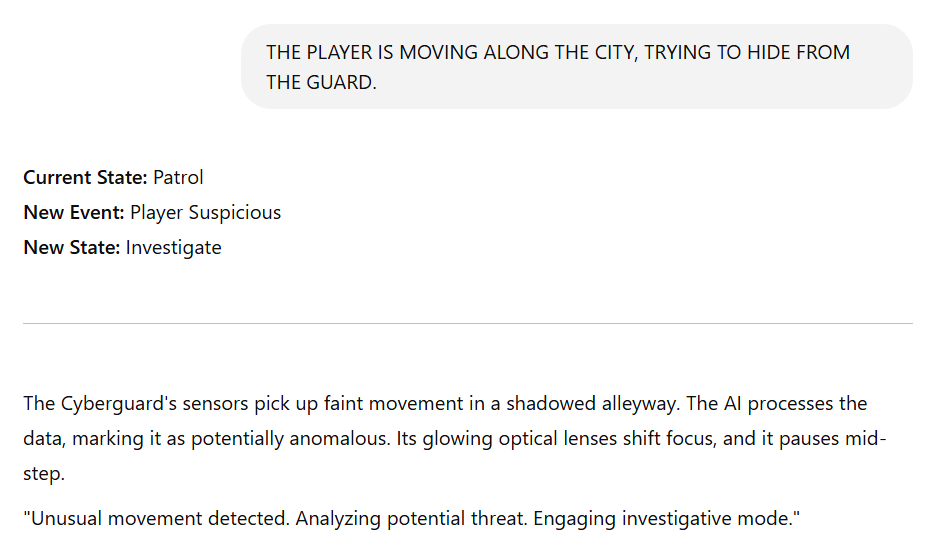 THE PLAYER IS MOVING ALONG THE CITY, TRYING TO HIDE FROM
THE GUARD.
Current State: Patrol
New Event: Player Suspicious
New State: Investigate
The Cyberguard's sensors pick up faint movement in a shadowed alleyway. The AI processes the
data, marking it as potentially anomalous. Its glowing optical lenses shift focus, and it pauses mid-
step.
"Unusual movement detected. Analyzing potential threat. Engaging investigative mode."